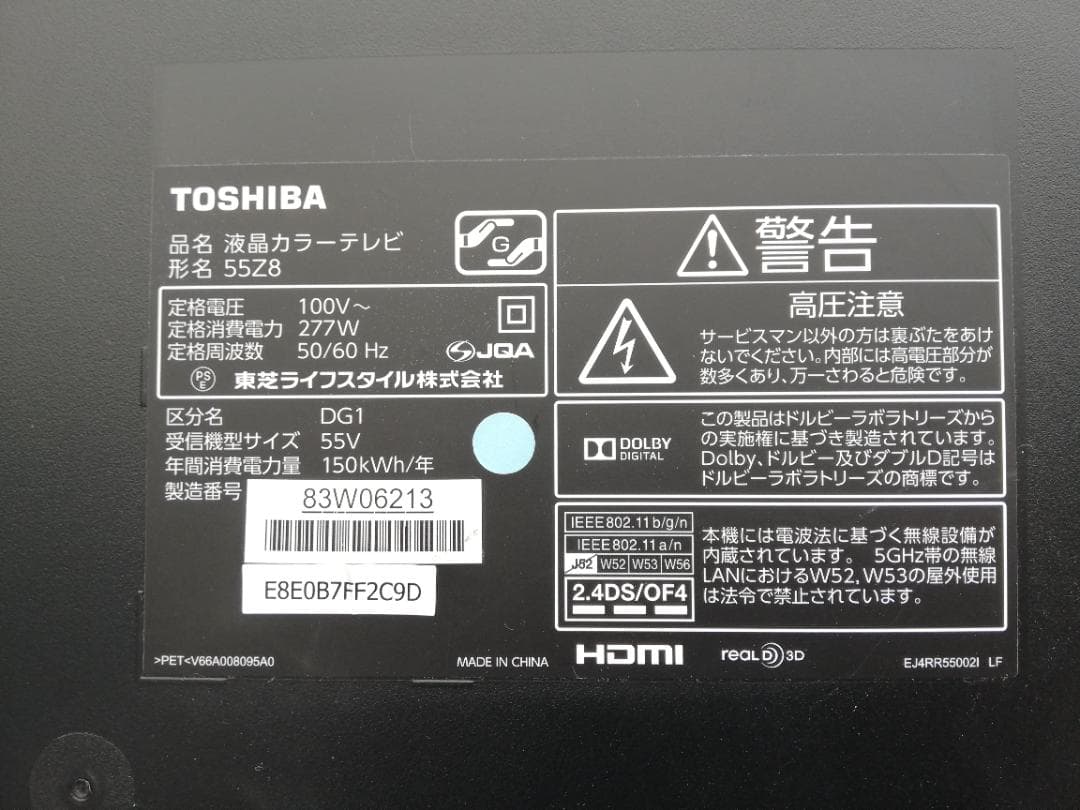 TOSHIBA
品名 液晶カラーテレビ
形名 55Z8
G
定格電圧 100V～
定格消費電力 277W
定格周波数 50/60 Hz
JQA
PS
E
東芝ライフスタイル株式会社
区分名 DG1
受信機型サイズ 55V
年間消費電力量 150kWh/年
製造番号
83W06213
E8E0B7FF2C9D
>PET<V66A008095A0
MADE IN CHINA
警告
高圧注意
サービスマン以外の方は裏ぶたをあけ
ないでください。内部には高電圧部分が
数多くあり、万一さわると危険です。
DOLBY
DIGITAL
この製品はドルビーラボラトリーズから
の実施権に基づき製造されています。
Dolby、ドルビー及びダブルD記号は
ドルビーラボラトリーズの商標です。
IEEE802.11b/g/n
IEEE802.11a/n
J52 W52 W53 W56
2.4DS/OF4
本機には電波法に基づく無線設備が
内蔵されています。 5GHz帯の無線
LANにおけるW52,W53の屋外使用
は法令で禁止されています。
HDMI
REAL D 3D
EJ4RR55002I LF